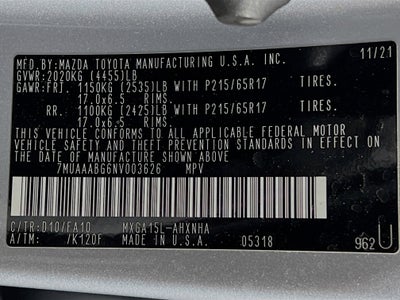 MFD.BY:MAZDA TOYOTA MANUFACTURING U.S.A. INC. 11/21
GVWR:2020KG (4455)LB
GAWR:FRT. 1150KG (2535)LB WITH P215/65R17 TIRES.
17.0x6.5 RIMS.
RR. 1100KG (2425)LB WITH P215/65R17 TIRES.
17.0x6.5 RIMS.
THIS VEHICLE CONFORMS TO ALL APPLICABLE FEDERAL MOTOR
VEHICLE SAFETY AND THEFT PREVENTION STANDARDS IN EFFECT
ON THE DATE OF MANUFACTURE SHOWN ABOVE.
7MUAAABG6NV003626 MPV
C/TR:D10/EA10 MXGA15L-AHXNHA
A/TM: /K120F MADE IN U.S.A. 05318 962 U